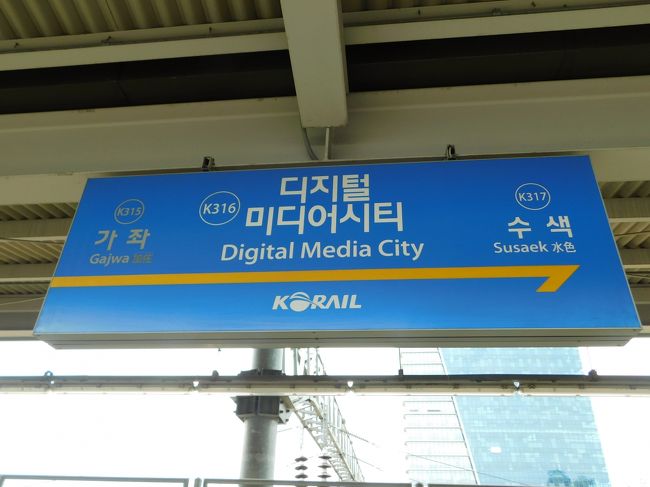 K315
가좌
Gajwa 加佐
K316
디지털
미디어시티
Digital Media City
K317
수색
Susaek 水色
KORAIL